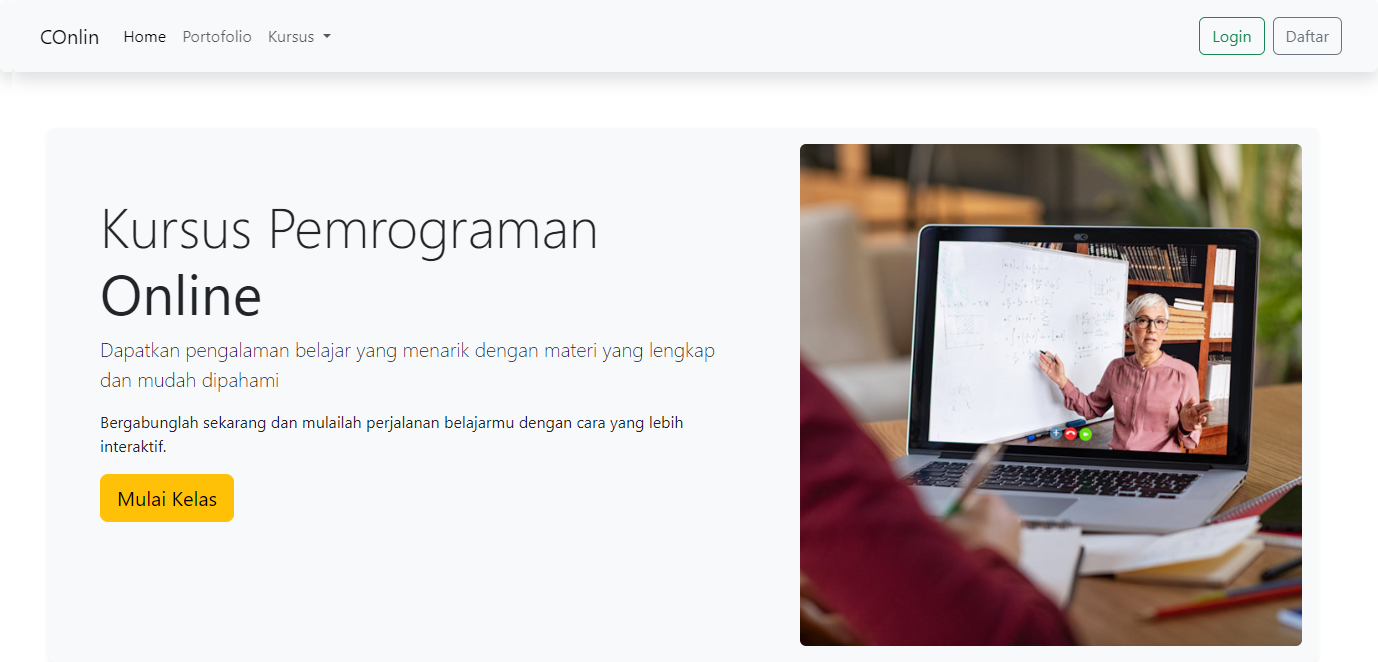 COnlin Home Portofolio Kursus Login Daftar
Kursus Pemrograman
Online
Dapatkan pengalaman belajar yang menarik dengan materi yang lengkap
dan mudah dipahami
Bergabunglah sekarang dan mulailah perjalanan belajarmu dengan cara yang lebih
interaktif.
Mulai Kelas